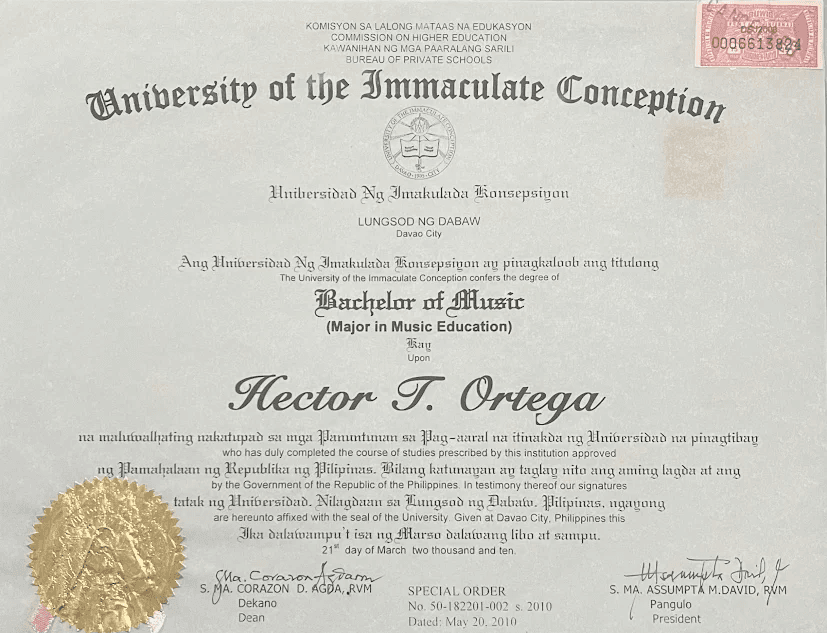 KOMISYON SA LALONG MATAAS NA EDUKASYON
COMMISSION ON HIGHER EDUCATION
KAWANIHAN NG MGA PAARALANG SARILI
BUREAU OF PRIVATE SCHOOLS
0006613824
University of the Immaculate Conception
UNIVERSITY OF THE IMMACULATE CONCEPTION
DAVAO CITY
Unibersidad Ng Imakulada Konsepsiyon
LUNGSOD NG DABAW
Davao City
Ang Unibersidad Ng Imakulada Konsepsiyon ay pinagkaloob ang titulong
The University of the Immaculate Conception confers the degree of
Bachelor of Music
(Major in Music Education)
Kay
Upon
Hector T. Ortega
na maluwalhating nakatupad sa mga Panuntunan sa Pag-aaral na itinakda ng Unibersidad na pinagtibay
who has duly completed the course of studies prescribed by this institution approved
ng Pamahalaan ng Republika ng Pilipinas. Bilang katunayan ay taglay nito ang aming lagda at ang
by the Government of the Republic of the Philippines. In testimony thereof our signatures
tatak ng Unibersidad. Nilagdaan sa Lungsod ng Dabaw, Pilipinas, ngayong
are hereunto affixed with the seal of the University. Given at Davao City, Philippines this
Ika dalawampu't isa ng Marso dalawang libo at sampu.
21st day of March two thousand and ten.
S. MA. CORAZON D. AGDA, RVM
Dekano
Dean
SPECIAL ORDER
No. 50-182201-002 s. 2010
Dated: May 20, 2010
S. MA. ASSUMPTA M.DAVID, RVM
Pangulo
President